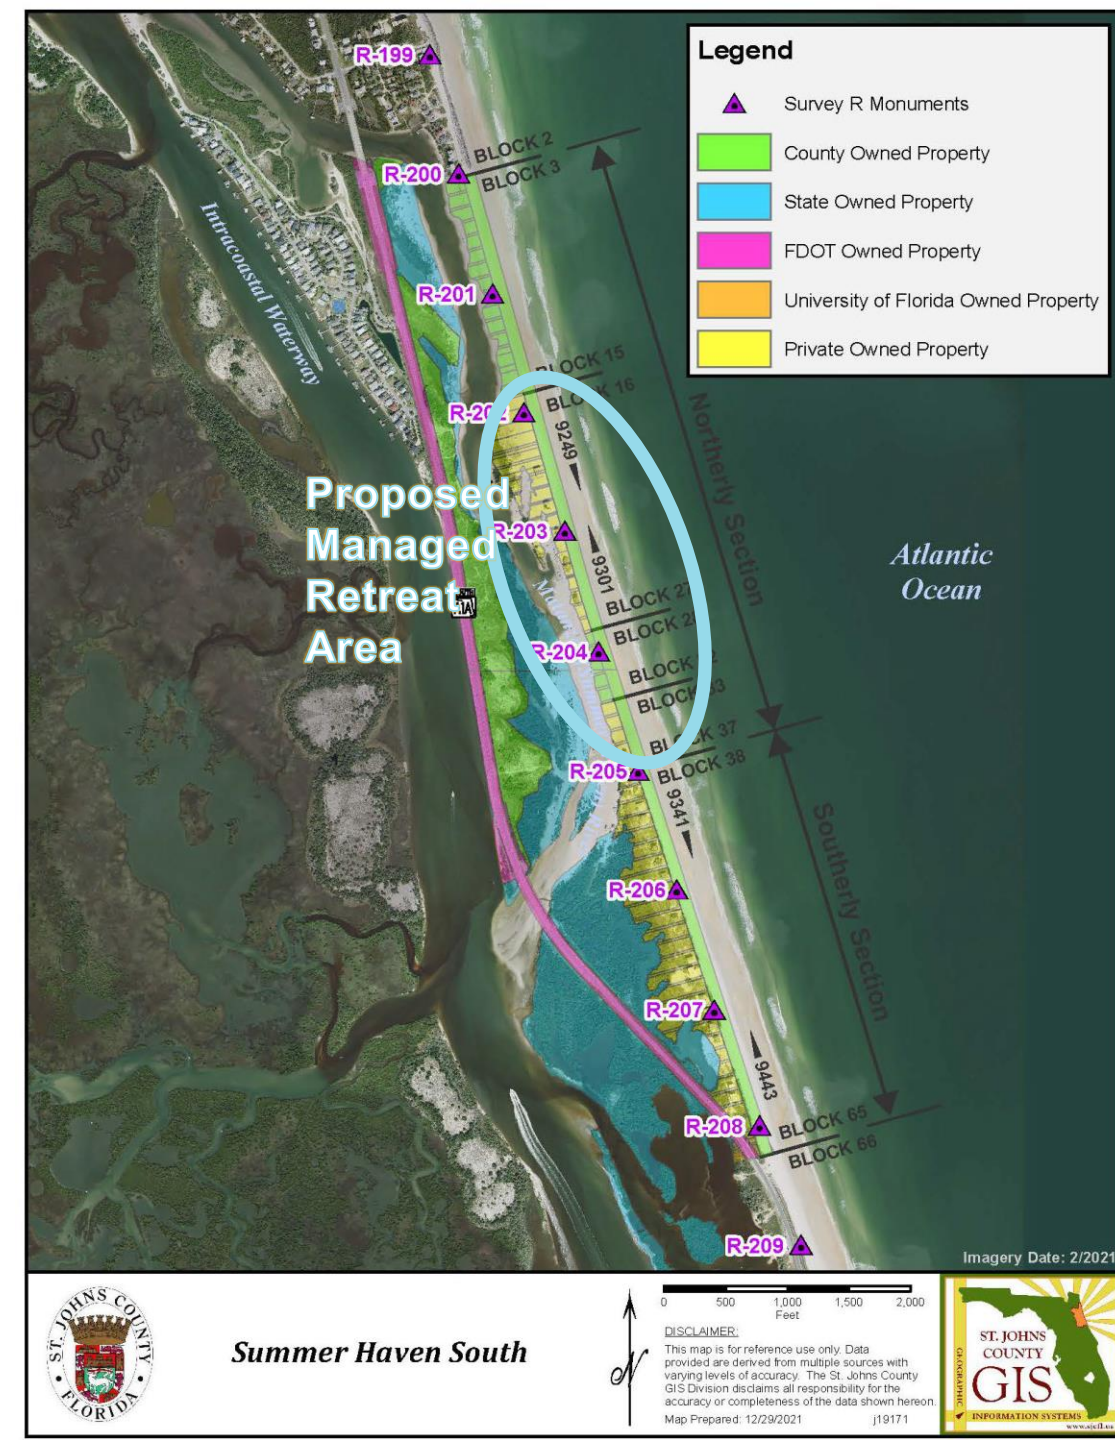 R-199
Legend
Survey R Monuments
County Owned Property
State Owned Property
FDOT Owned Property
University of Florida Owned Property
Private Owned Property
R-200
BLOCK 2
BLOCK 3
Intracoastal Waterway
R-201
BLOCK 15
BLOCK 16
R-202
9249
Northerly Section
Proposed
Managed
Retreat
Area
R-203
9301
Atlantic
Ocean
A1A
BLOCK 27
R-204
BLOCK 37
BLOCK 38
R-205
9341
Southerly Section
R-206
R-207
9443
R-208
BLOCK 65
BLOCK 66
R-209
Imagery Date: 2/2021
ST. JOHNS COUNTY
FLORIDA
Summer Haven South
N
0 500 1,000 1,500 2,000
Feet
DISCLAIMER:
This map is for reference use only. Data
provided are derived from multiple sources with
varying levels of accuracy. The St. Johns County
GIS Division disclaims all responsibility for the
accuracy or completeness of the data shown hereon.
Map Prepared: 12/29/2021 j19171
ST. JOHNS
COUNTY
GIS
GEOGRAPHIC
INFORMATION SYSTEMS
www.sjcfl.us